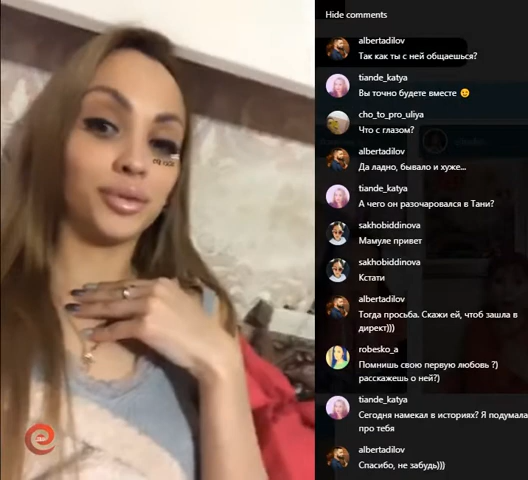 Hide comments
albertadilov
Так как ты с ней общаешься?
tiande_katya
Вы точно будете вместе 😉
cho_to_pro_uliya
Что с глазом?
albertadilov
Да ладно, бывало и хуже...
tiande_katya
А чего он разочаровался в Тани?
sakhobiddinova
Мамуле привет
sakhobiddinova
Кстати
albertadilov
Тогда просьба. Скажи ей, чтоб зашла в
директ)))
robesko_a
Помнишь свою первую любовь ?)
расскажешь о ней?)
tiande_katya
Сегодня намекал в историях? Я подумала
про тебя
albertadilov
Спасибо, не забудь)))